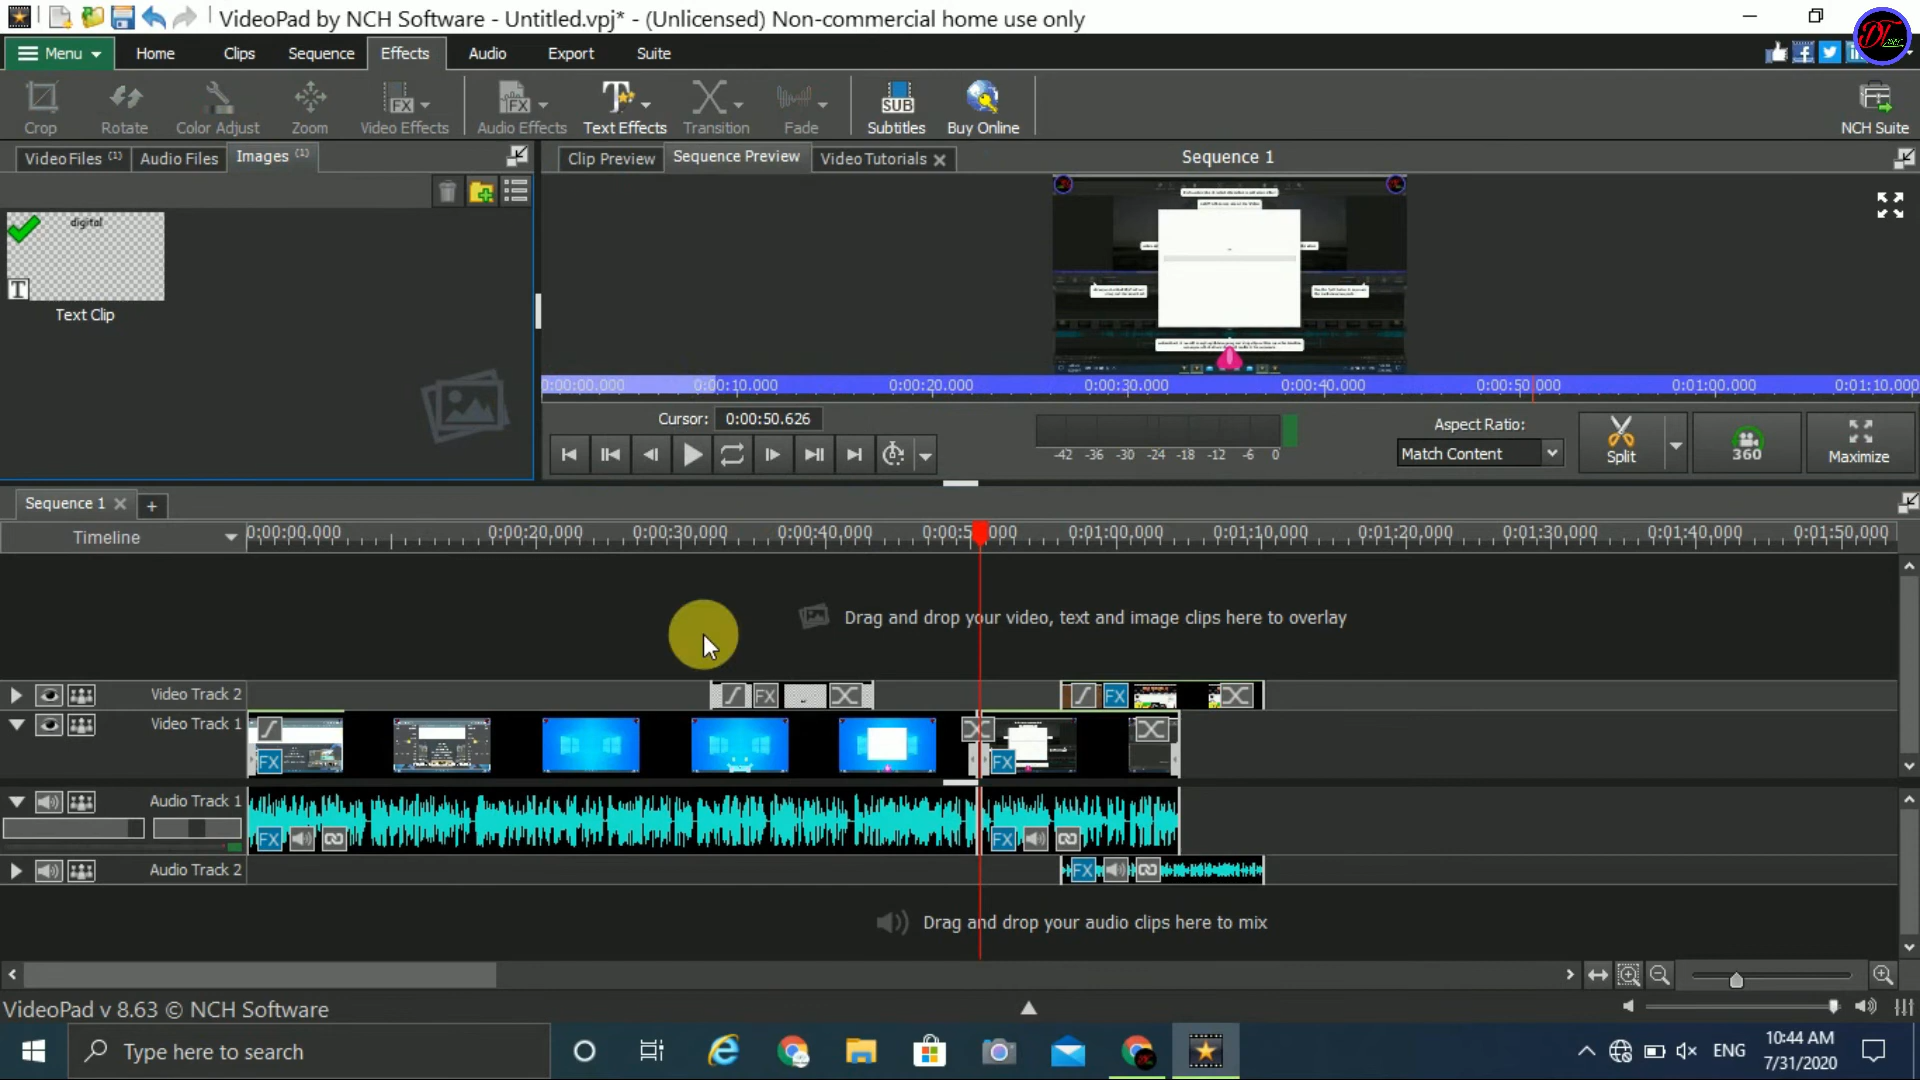 VideoPad by NCH Software - Untitled.vpj* - (Unlicensed) Non-commercial home use only
Menu Home Clips Sequence Effects Audio Export Suite
Crop Rotate Color Adjust Zoom Video Effects Audio Effects Text Effects Transition Fade Subtitles Buy Online NCH Suite
FX FX SUB
Video Files (1) Audio Files Images (1) Clip Preview Sequence Preview Video Tutorials Sequence 1
digital
T
Text Clip
0:00:00.000 0:00:10.000 0:00:20.000 0:00:30.000 0:00:40.000 0:00:50.000 0:01:00.000 0:01:10.000
Cursor: 0:00:50.626
-42 -36 -30 -24 -18 -12 -6 0
Aspect Ratio:
Match Content
Split 360 Maximize
Sequence 1
Timeline
0:00:00,000 0:00:20,000 0:00:30,000 0:00:40,000 0:01:00,000 0:01:10,000 0:01:20,000 0:01:30,000 0:01:40,000 0:01:50,000
Drag and drop your video, text and image clips here to overlay
Video Track 2 FX FX
Video Track 1
FX FX
Audio Track 1
FX FX
Audio Track 2 FX
Drag and drop your audio clips here to mix
VideoPad v 8.63 © NCH Software
Type here to search
ENG
10:44 AM
7/31/2020